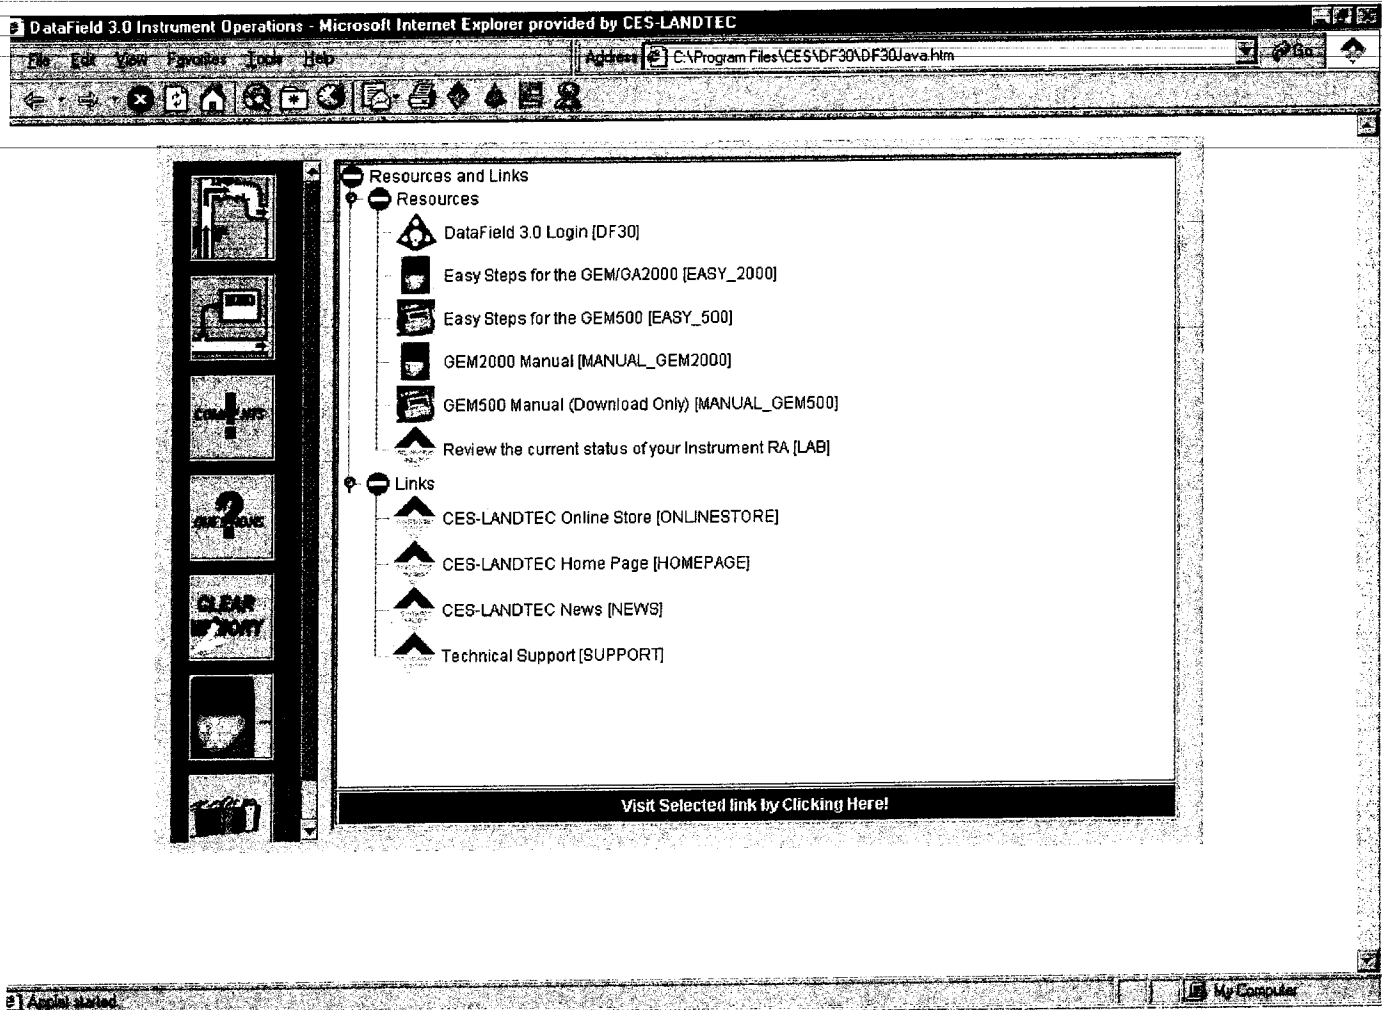 DataField 3.0 Instrument Operations - Microsoft Internet Explorer provided by CES-LANDTEC
File Edit View Favorites Tools Help
Address C:\Program Files\CES\DF30\DF30Java.htm Go
Resources and Links
Resources
DataField 3.0 Login [DF30]
Easy Steps for the GEM/GA2000 [EASY_2000]
Easy Steps for the GEM500 [EASY_500]
GEM2000 Manual [MANUAL_GEM2000]
GEM500 Manual (Download Only) [MANUAL_GEM500]
Review the current status of your Instrument RA [LAB]
Links
CES-LANDTEC Online Store [ONLINESTORE]
CES-LANDTEC Home Page [HOMEPAGE]
CES-LANDTEC News [NEWS]
Technical Support [SUPPORT]
Visit Selected link by Clicking Here!
COMMENTS
QUESTIONS
CLEAR
MEMORY
Applet started.
My Computer